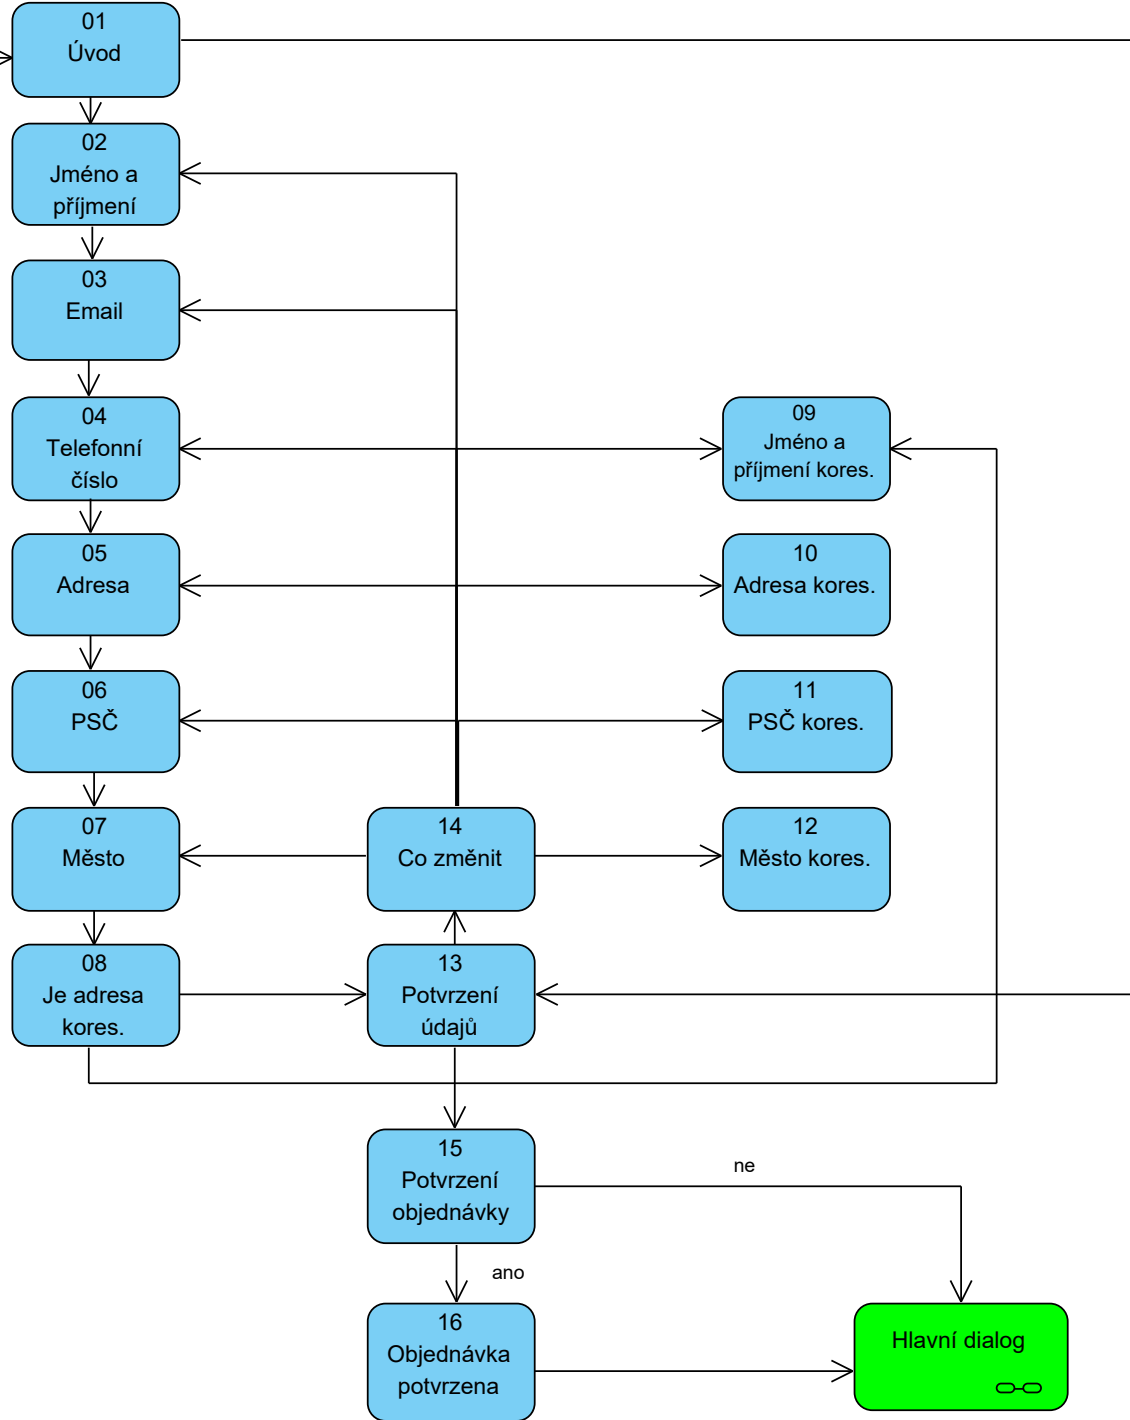 01
Úvod
02
Jméno a
příjmení
03
Email
04
Telefonní
číslo
09
Jméno a
příjmení kores.
05
Adresa
10
Adresa kores.
06
PSČ
11
PSČ kores.
07
Město
14
Co změnit
12
Město kores.
08
Je adresa
kores.
13
Potvrzení
údajů
15
Potvrzení
objednávky
ne
ano
16
Objednávka
potvrzena
Hlavní dialog